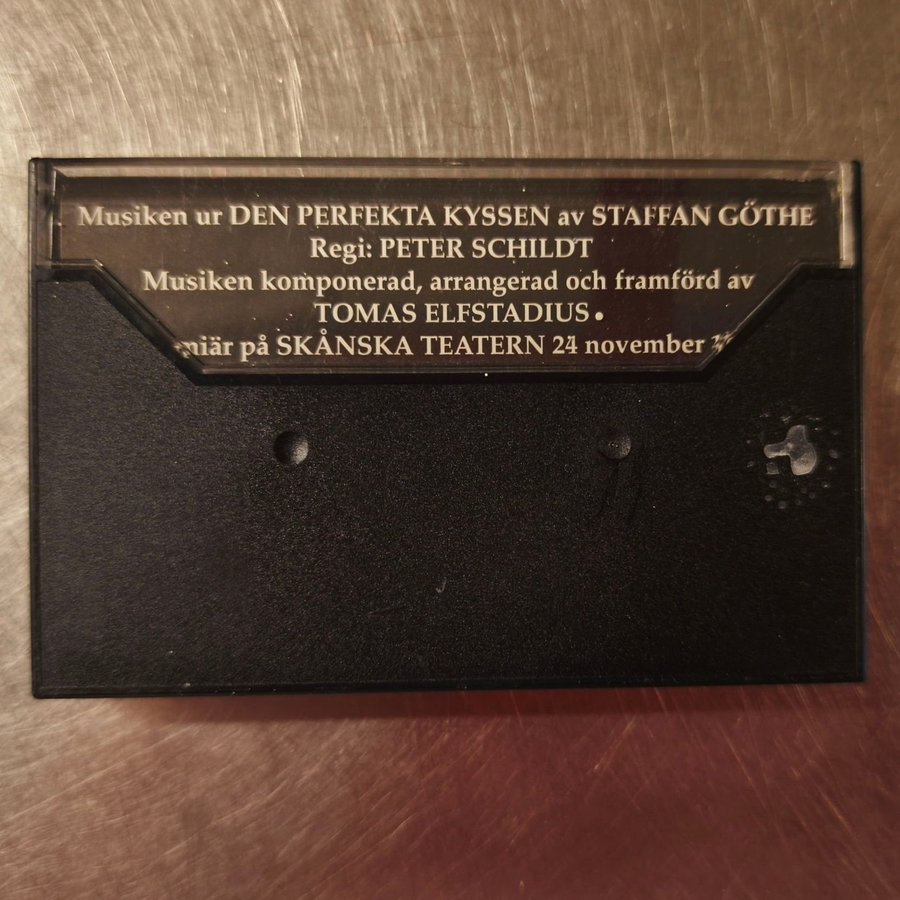 Musiken ur DEN PERFEKTA KYSSEN av STAFFAN GÖTHE
Regi: PETER SCHILDT
Musiken komponerad, arrangerad och framförd av
TOMAS ELFSTADIUS.
på SKÅNSKA TEATERN 24 november